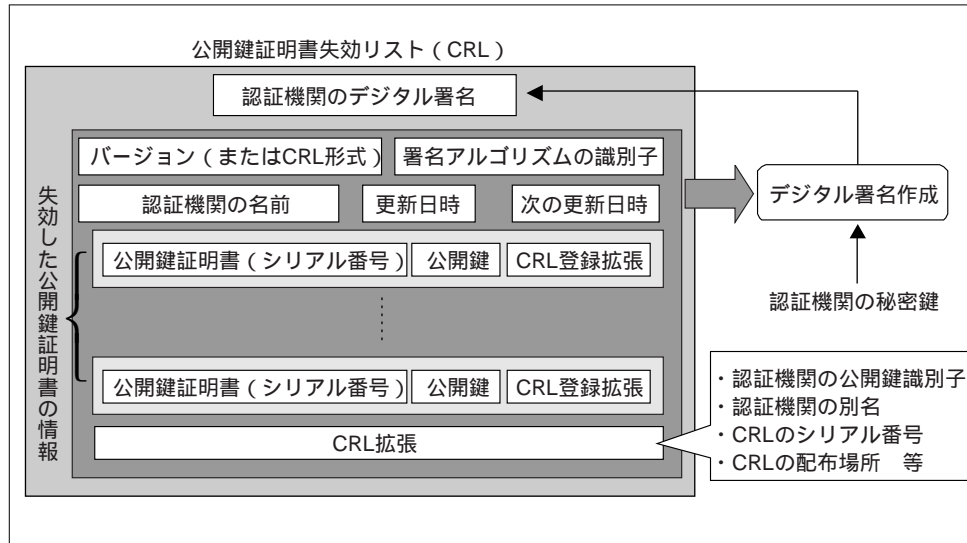 公開鍵証明書失効リスト（CRL）
認証機関のデジタル署名
バージョン（またはCRL形式）
署名アルゴリズムの識別子
認証機関の名前
更新日時
次の更新日時
デジタル署名作成
失効した公開鍵証明書の情報
公開鍵証明書（シリアル番号）
公開鍵
CRL登録拡張
認証機関の秘密鍵
公開鍵証明書（シリアル番号）
公開鍵
CRL登録拡張
CRL拡張
・認証機関の公開鍵識別子
・認証機関の別名
・CRLのシリアル番号
・CRLの配布場所　等